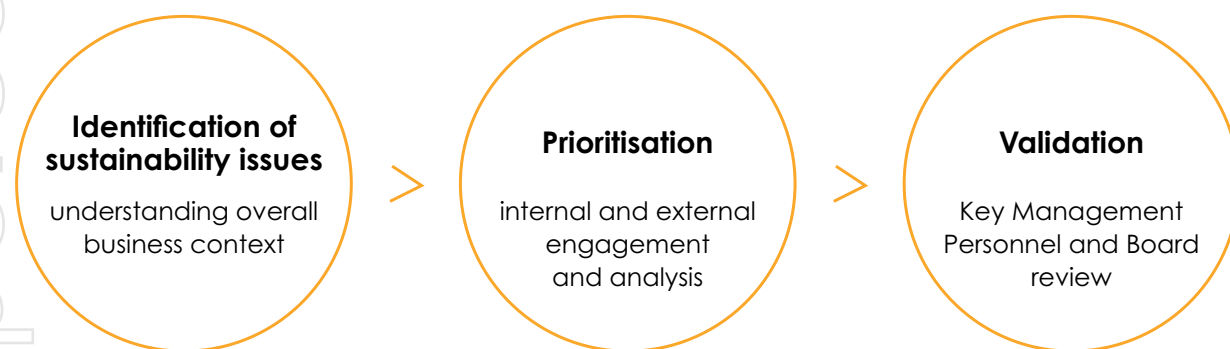 Identification of
sustainability issues
understanding overall
business context
>
Prioritisation
internal and external
engagement
and analysis
>
Validation
Key Management
Personnel and Board
review